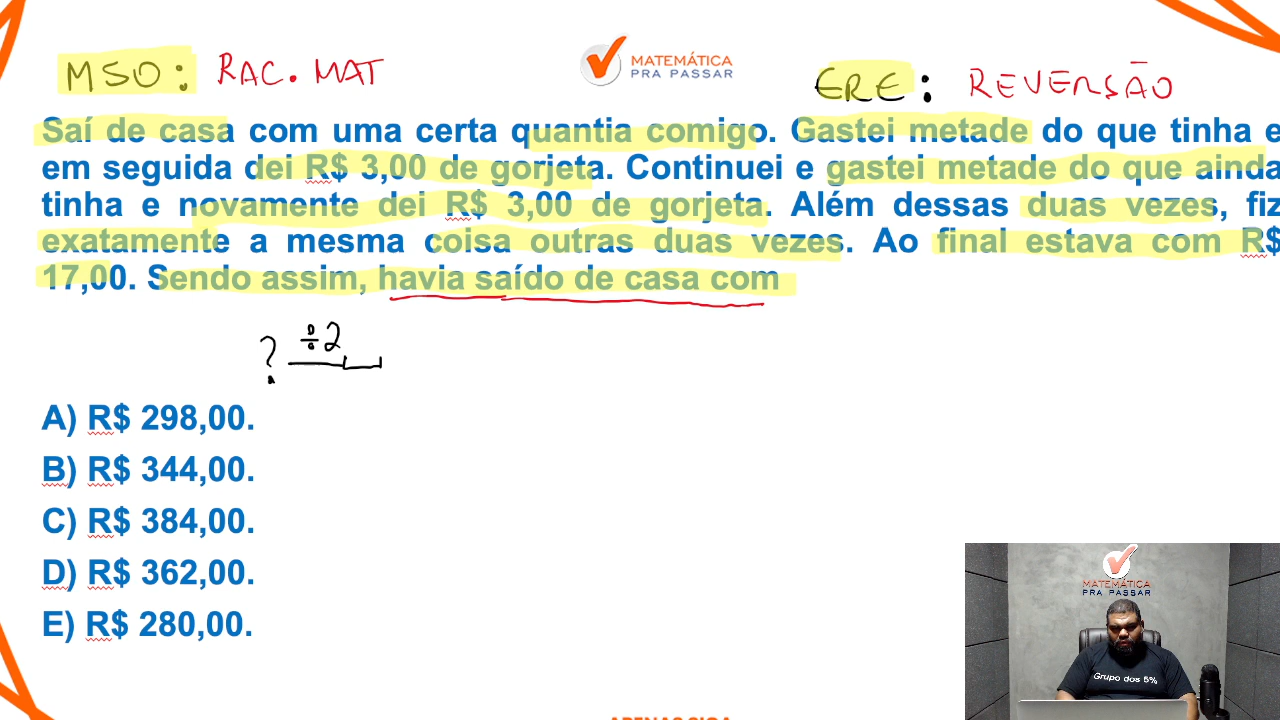 MSO: RAC. MAT
MATEMÁTICA
PRA PASSAR
ERE: REVERSÃO
Saí de casa com uma certa quantia comigo. Gastei metade do que tinha e
em seguida dei R$ 3,00 de gorjeta. Continuei e gastei metade do que ainda
tinha e novamente dei R$ 3,00 de gorjeta. Além dessas duas vezes, fiz
exatamente a mesma coisa outras duas vezes. Ao final estava com R$
17,00. Sendo assim, havia saído de casa com
? ÷2
A) R$ 298,00.
B) R$ 344,00.
C) R$ 384,00.
D) R$ 362,00.
E) R$ 280,00.
MATEMÁTICA
PRA PASSAR
Grupo dos 5%
APENAS SIGA